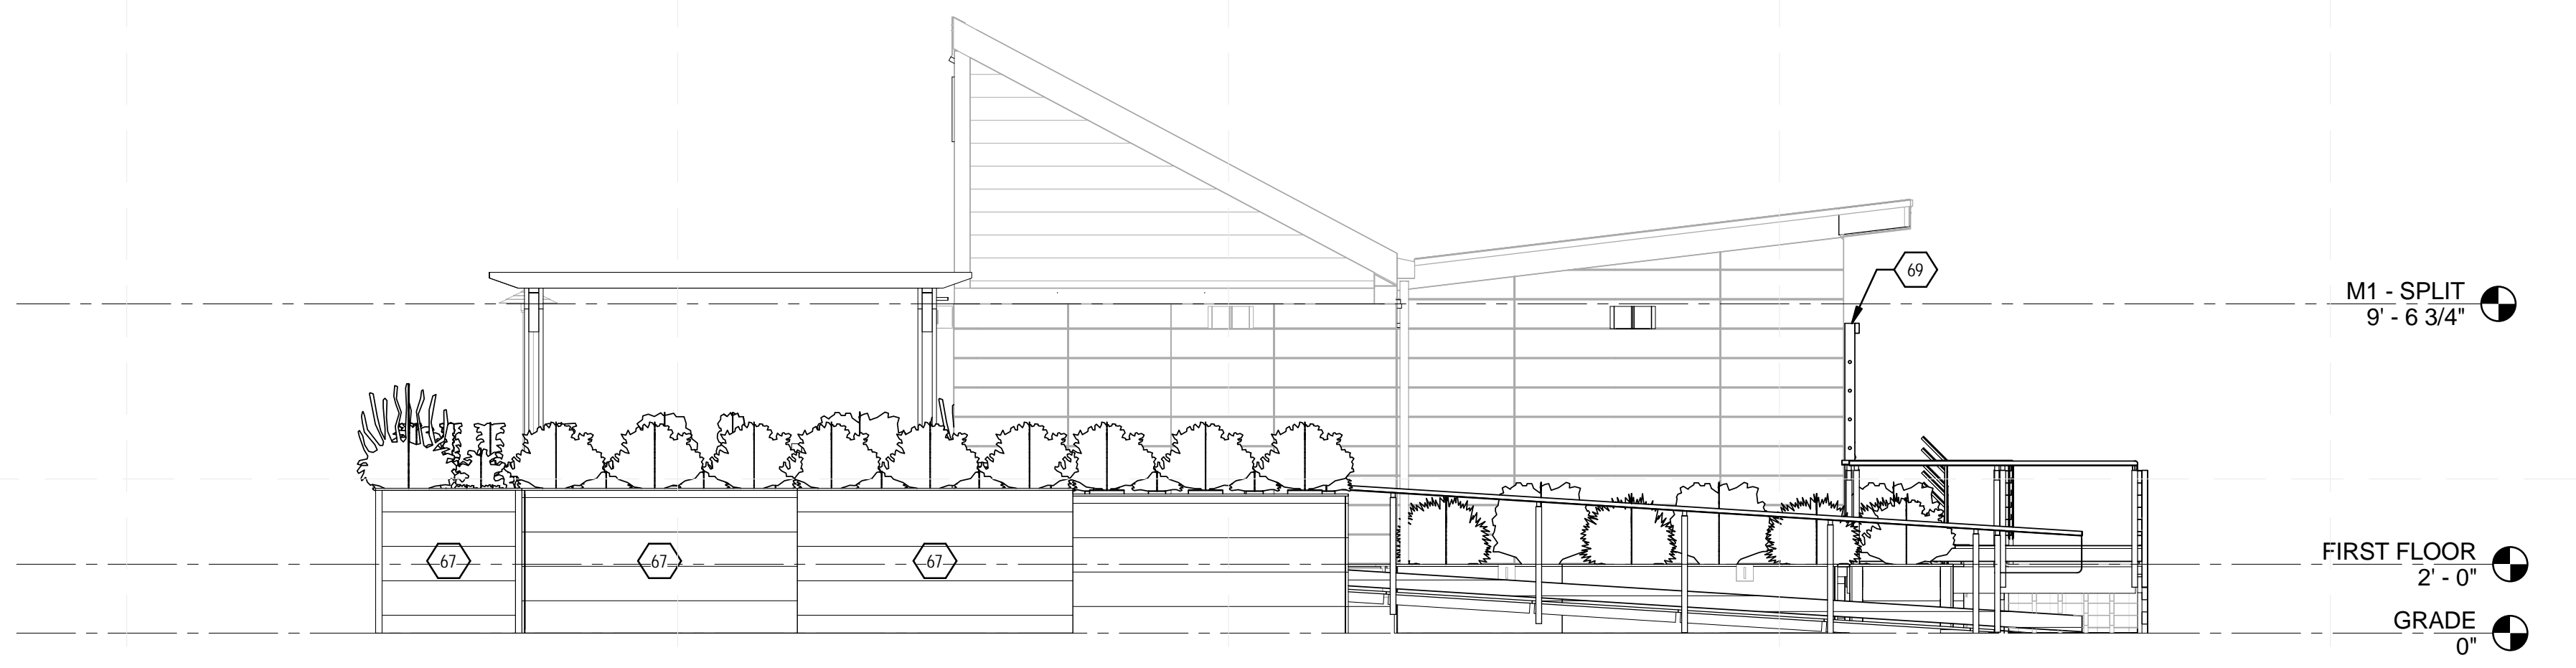 69
M1 - SPLIT
9' - 6 3/4"
67
67
67
FIRST FLOOR
2' - 0"
GRADE
0"